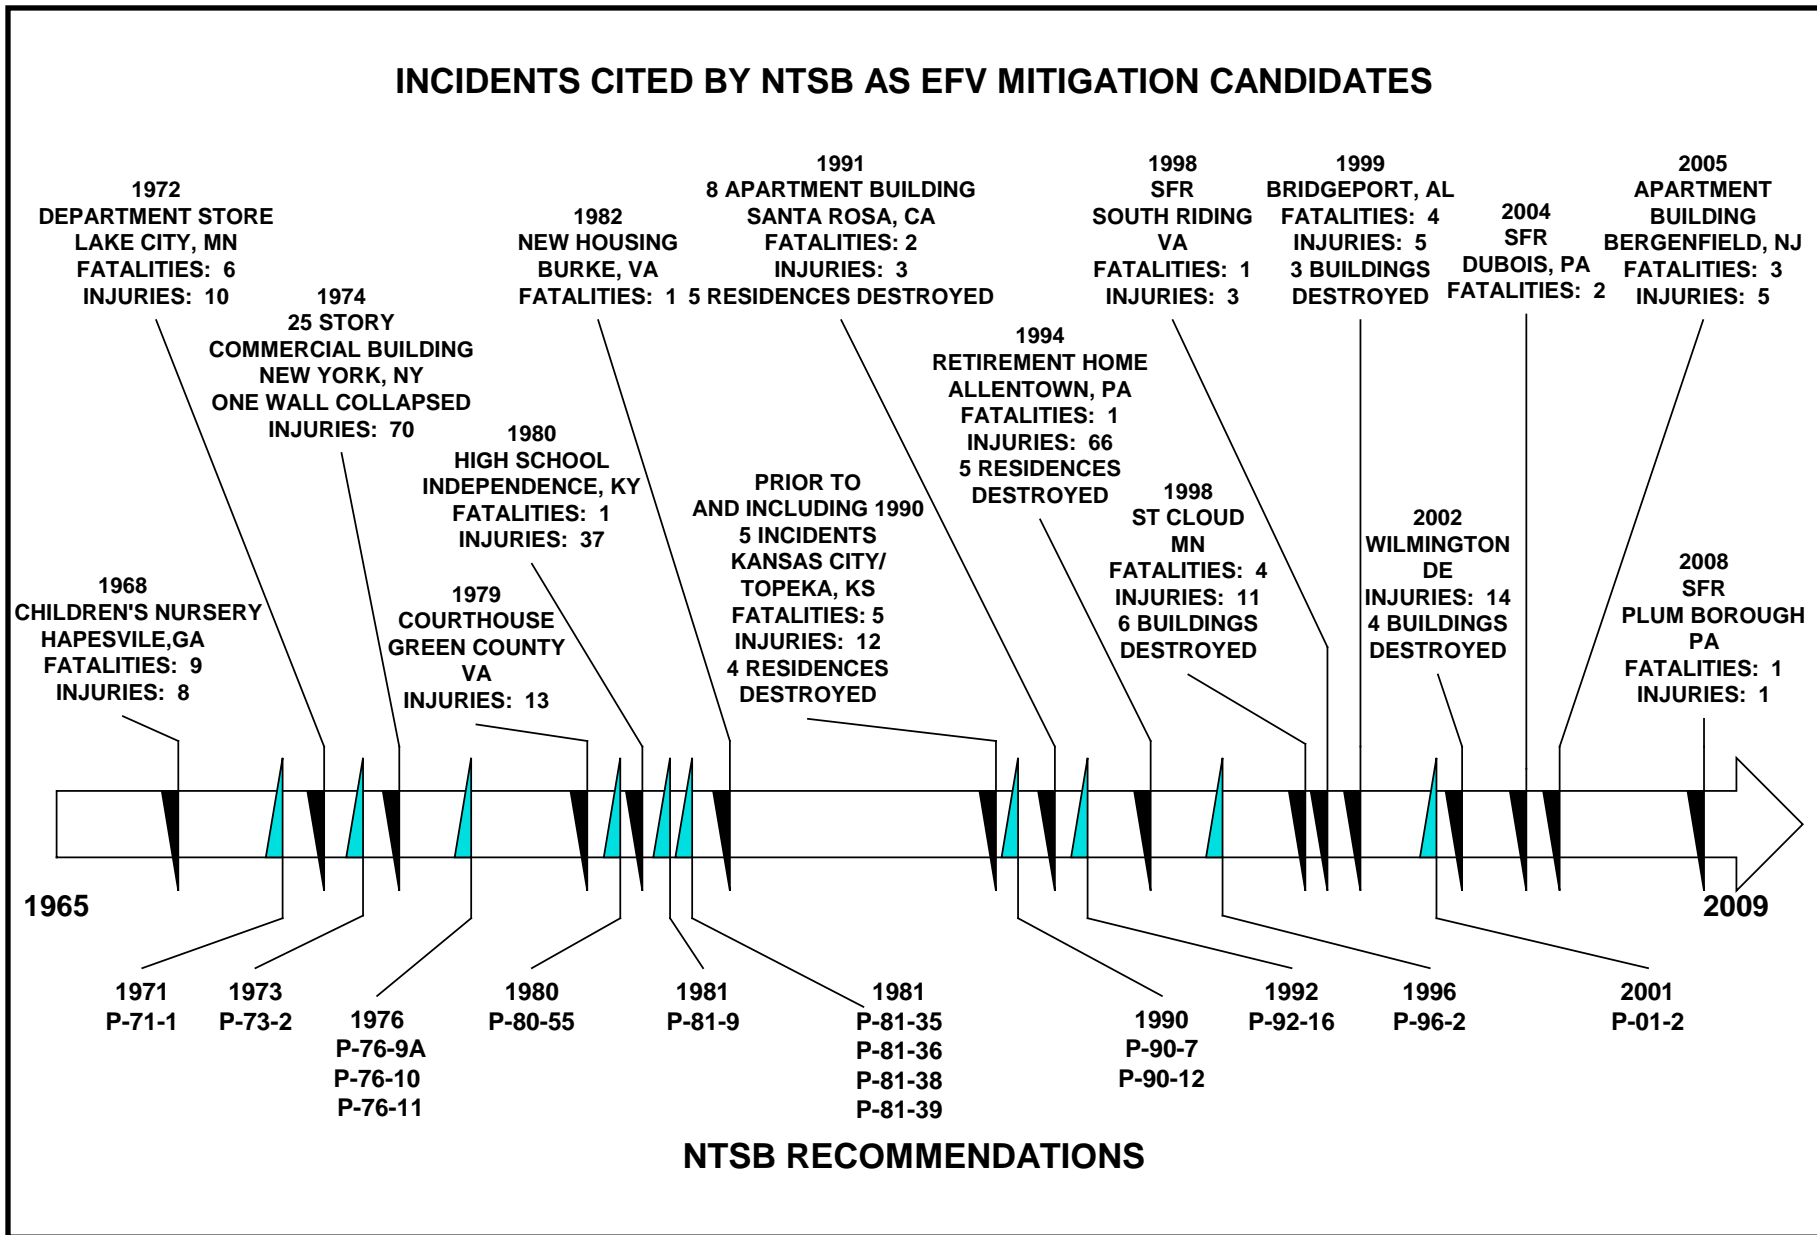 INCIDENTS CITED BY NTSB AS EFV MITIGATION CANDIDATES
1968
CHILDREN'S NURSERY
HAPESVILE,GA
FATALITIES: 9
INJURIES: 8
1972
DEPARTMENT STORE
LAKE CITY, MN
FATALITIES: 6
INJURIES: 10
1974
25 STORY
COMMERCIAL BUILDING
NEW YORK, NY
ONE WALL COLLAPSED
INJURIES: 70
1979
COURTHOUSE
GREEN COUNTY
VA
INJURIES: 13
1980
HIGH SCHOOL
INDEPENDENCE, KY
FATALITIES: 1
INJURIES: 37
1982
NEW HOUSING
BURKE, VA
FATALITIES: 1
PRIOR TO
AND INCLUDING 1990
5 INCIDENTS
KANSAS CITY/
TOPEKA, KS
FATALITIES: 5
INJURIES: 12
4 RESIDENCES
DESTROYED
1991
8 APARTMENT BUILDING
SANTA ROSA, CA
FATALITIES: 2
INJURIES: 3
5 RESIDENCES DESTROYED
1994
RETIREMENT HOME
ALLENTOWN, PA
FATALITIES: 1
INJURIES: 66
5 RESIDENCES
DESTROYED
1998
ST CLOUD
MN
FATALITIES: 4
INJURIES: 11
6 BUILDINGS
DESTROYED
1998
SFR
SOUTH RIDING
VA
FATALITIES: 1
INJURIES: 3
1999
BRIDGEPORT, AL
FATALITIES: 4
INJURIES: 5
3 BUILDINGS
DESTROYED
2002
WILMINGTON
DE
INJURIES: 14
4 BUILDINGS
DESTROYED
2004
SFR
DUBOIS, PA
FATALITIES: 2
2005
APARTMENT
BUILDING
BERGENFIELD, NJ
FATALITIES: 3
INJURIES: 5
2008
SFR
PLUM BOROUGH
PA
FATALITIES: 1
INJURIES: 1
1965
2009
1971
P-71-1
1973
P-73-2
1976
P-76-9A
P-76-10
P-76-11
1980
P-80-55
1981
P-81-9
1981
P-81-35
P-81-36
P-81-38
P-81-39
1990
P-90-7
P-90-12
1992
P-92-16
1996
P-96-2
2001
P-01-2
NTSB RECOMMENDATIONS